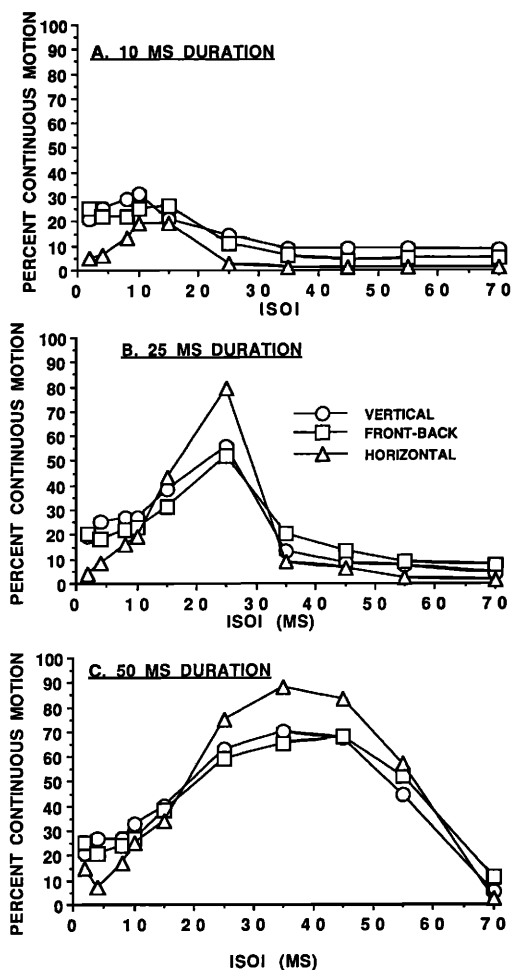 PERCENT CONTINUOUS MOTION
A. 10 MS DURATION
100
90
80
70
60
50
40
30
20
10
0
0 10 20 30 40 50 60 70
ISOI
PERCENT CONTINUOUS MOTION
B. 25 MS DURATION
100
90
80
70
60
50
40
30
20
10
0
VERTICAL
FRONT-BACK
HORIZONTAL
0 10 20 30 40 50 60 70
ISOI (MS)
PERCENT CONTINUOUS MOTION
C. 50 MS DURATION
100
90
80
70
60
50
40
30
20
10
0
0 10 20 30 40 50 60 70
ISOI (MS)